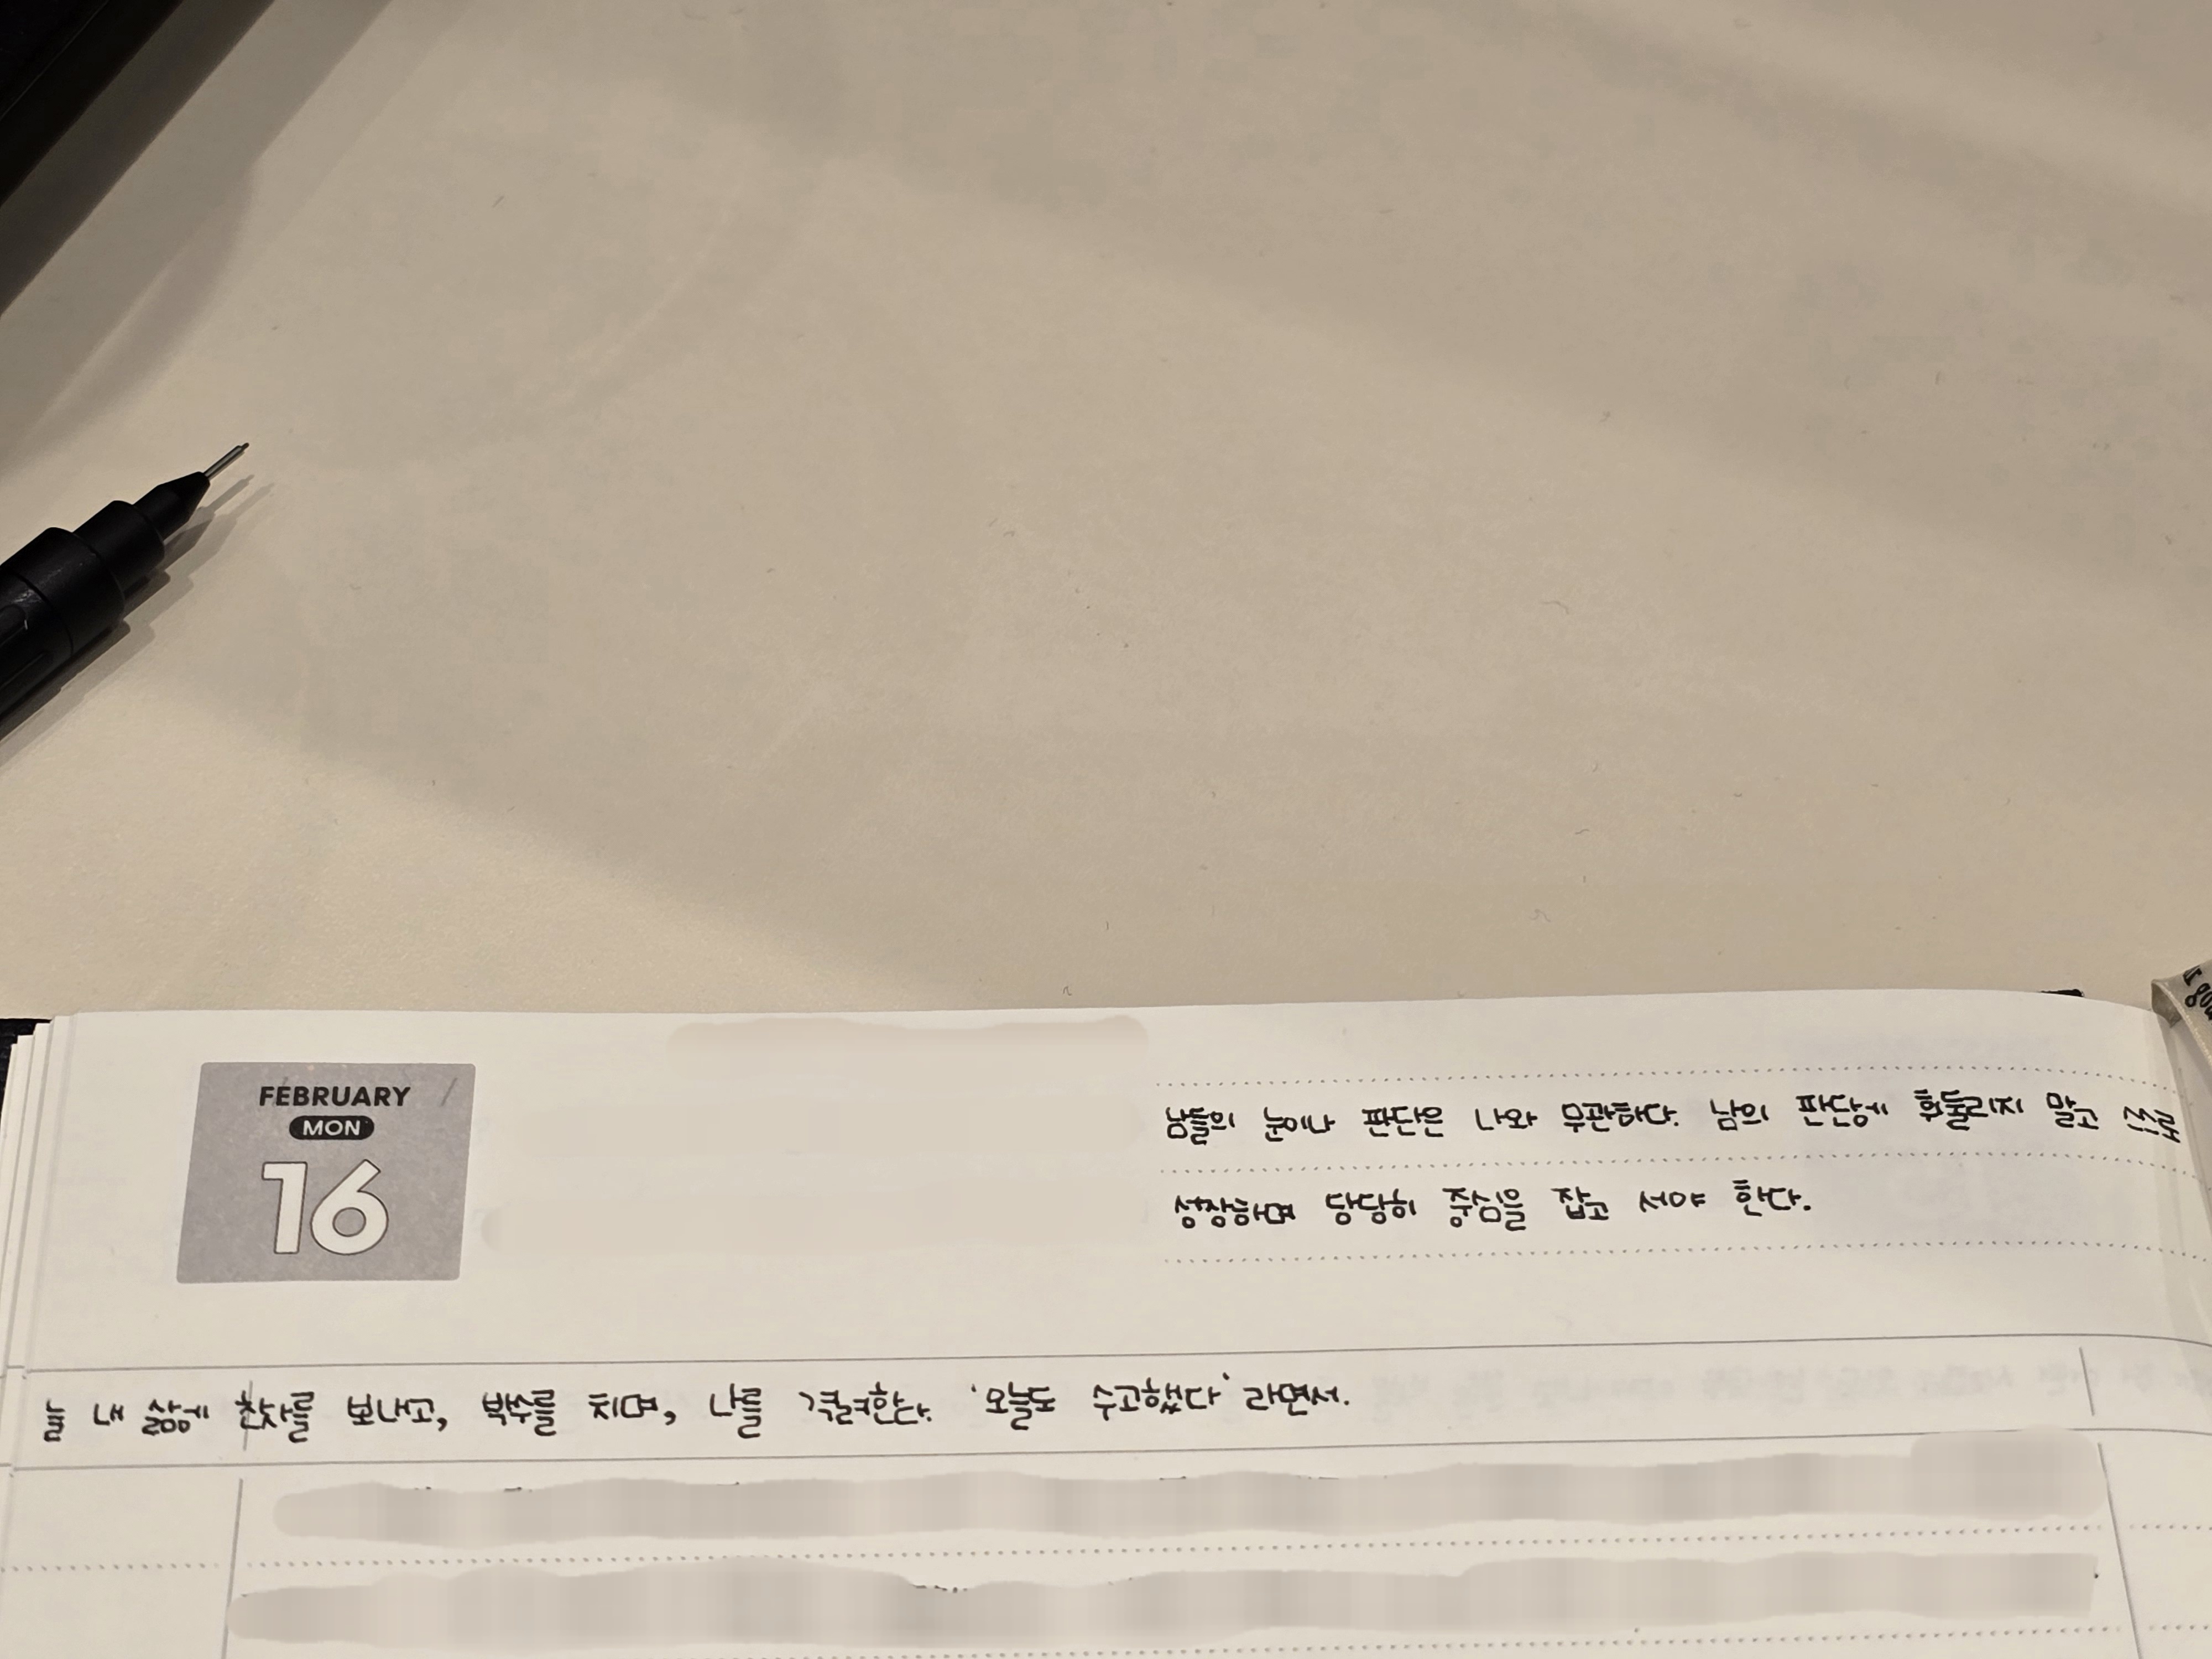 FEBRUARY
MON
16
남들의 눈이나 판단은 나와 무관하다. 남의 판단에 휘둘리지 말고 스스로
성장하며 당당히 중심을 잡고 서야 한다.
늘 내 삶에 찬사를 보내고, 박수를 치며, 나를 격려한다. '오늘도 수고했다' 라면서.